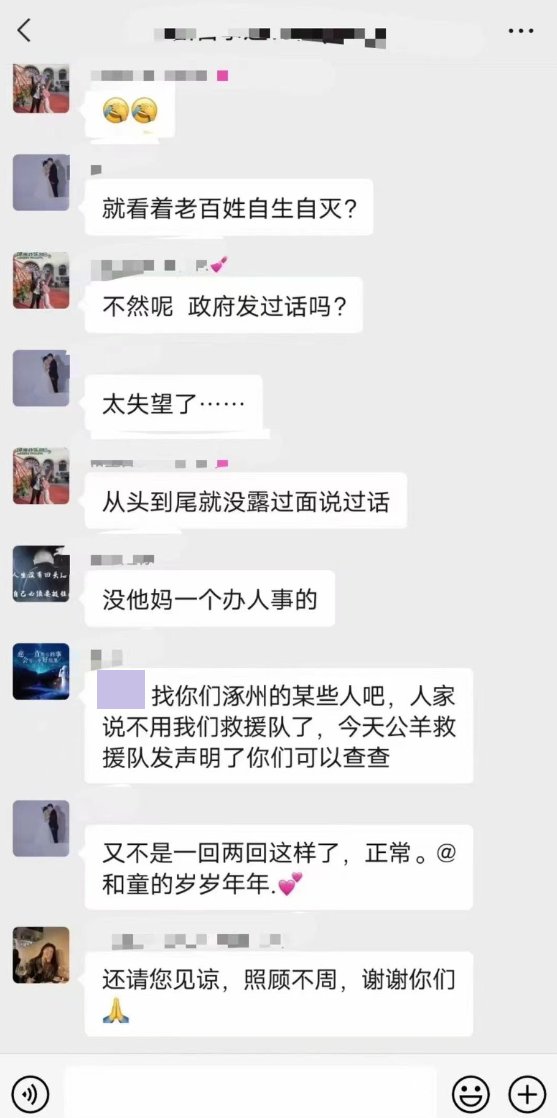 就看着老百姓自生自灭?
不然呢 政府发过话吗?
太失望了……
从头到尾就没露过面说过话
没他妈一个办人事的
找你们涿州的某些人吧，人家
说不用我们救援队了，今天公羊救
援队发声明了你们可以查查
又不是一回两回这样了，正常。@
和童的岁岁年年.💕
还请您见谅，照顾不周，谢谢你们
🙏